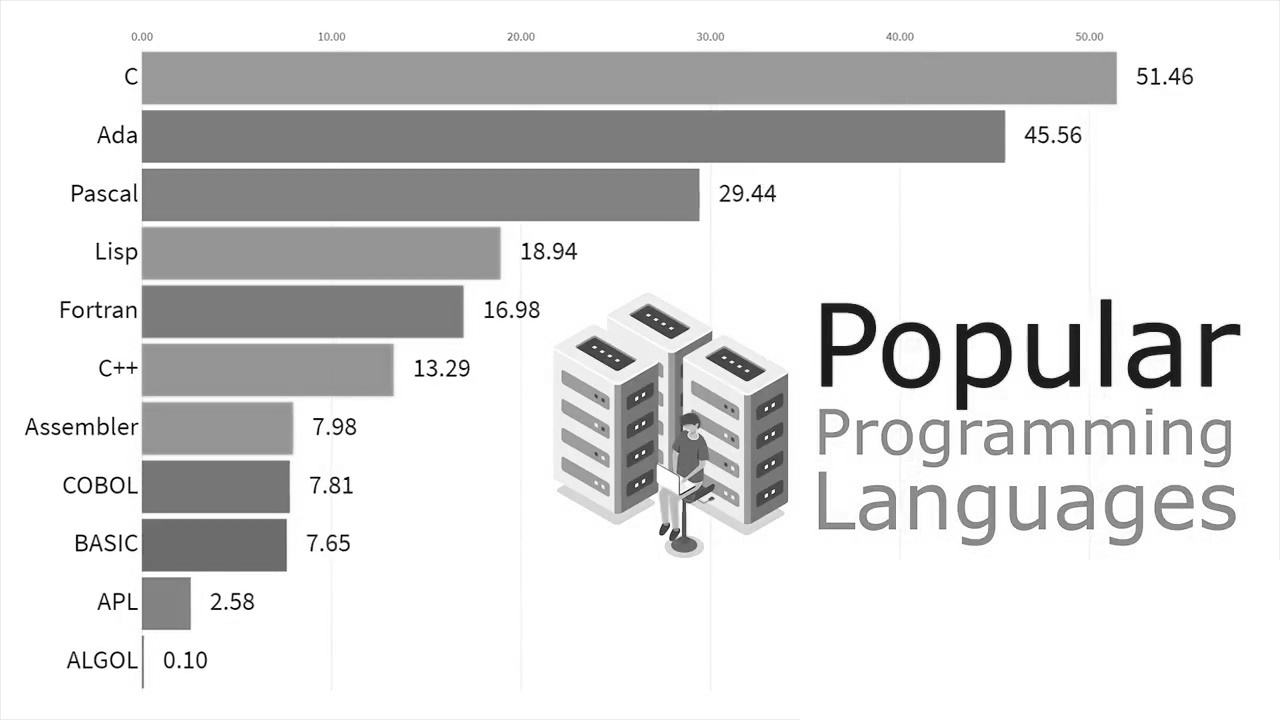 0.00 10.00 20.00 30.00 40.00 50.00
C 51.46
Ada 45.56
Pascal 29.44
Lisp 18.94
Fortran 16.98
C++ 13.29
Assembler 7.98
COBOL 7.81
BASIC 7.65
APL 2.58
ALGOL 0.10
Popular
Programming
Languages